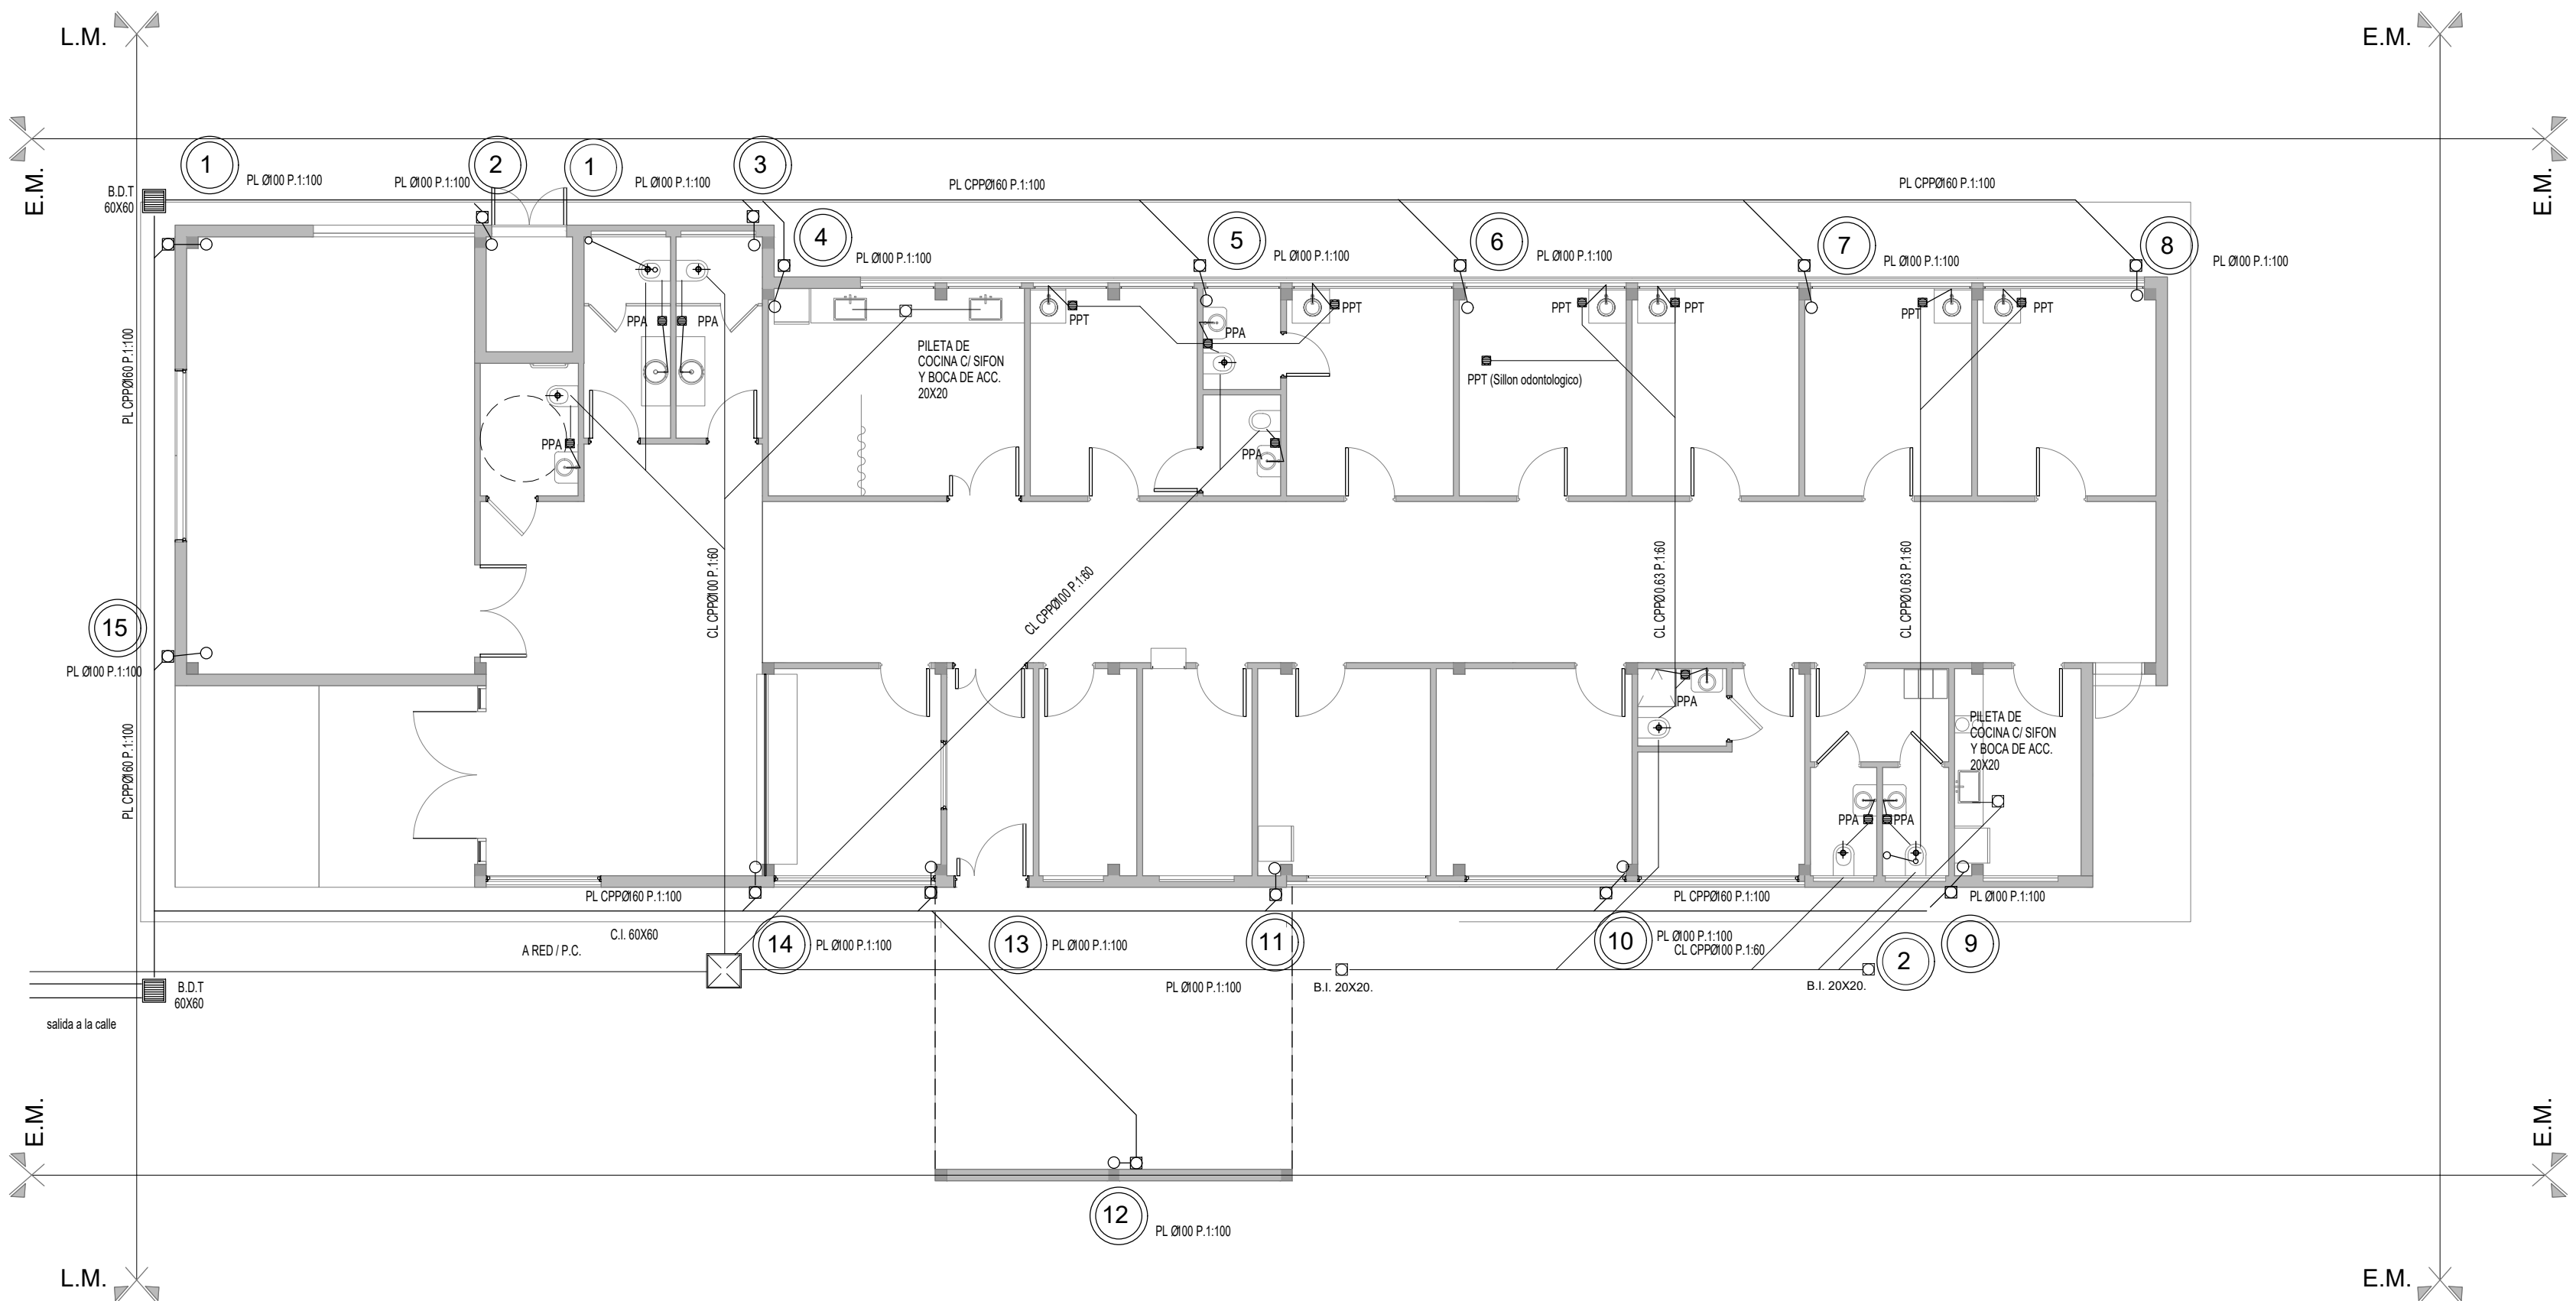 L.M.
E.M.
E.M.
E.M.
1
2
1
3
PL Ø100 P.1:100
PL Ø100 P.1:100
PL Ø100 P.1:100
PL CPPØ160 P.1:100
PL CPPØ160 P.1:100
B.D.T
60X60
4
5
6
7
8
PL Ø100 P.1:100
PL Ø100 P.1:100
PL Ø100 P.1:100
PL Ø100 P.1:100
PL Ø100 P.1:100
PPA
PPA
PPT
PPA
PPT
PPT
PPT
PPT
PPT
PILETA DE
COCINA C/ SIFON
Y BOCA DE ACC.
20X20
PPT (Sillon odontologico)
PL CPPØ160 P.1:100
PPA
PPA
CL CPPØ100 P.1:60
CL CPPØ100 P.1:60
CL CPPØ0.63 P.1:60
CL CPPØ0.63 P.1:60
15
PL Ø100 P.1:100
PL CPPØ160 P.1:100
PPA
PILETA DE
COCINA C/ SIFON
Y BOCA DE ACC.
20X20
PPA
PPA
PL CPPØ160 P.1:100
PL CPPØ160 P.1:100
PL Ø100 P.1:100
C.I. 60X60
A RED / P.C.
14
PL Ø100 P.1:100
13
PL Ø100 P.1:100
11
10
PL Ø100 P.1:100
CL CPPØ100 P.1:60
2
9
B.D.T
60X60
PL Ø100 P.1:100
B.I. 20X20.
B.I. 20X20.
salida a la calle
E.M.
E.M.
12
PL Ø100 P.1:100
L.M.
E.M.